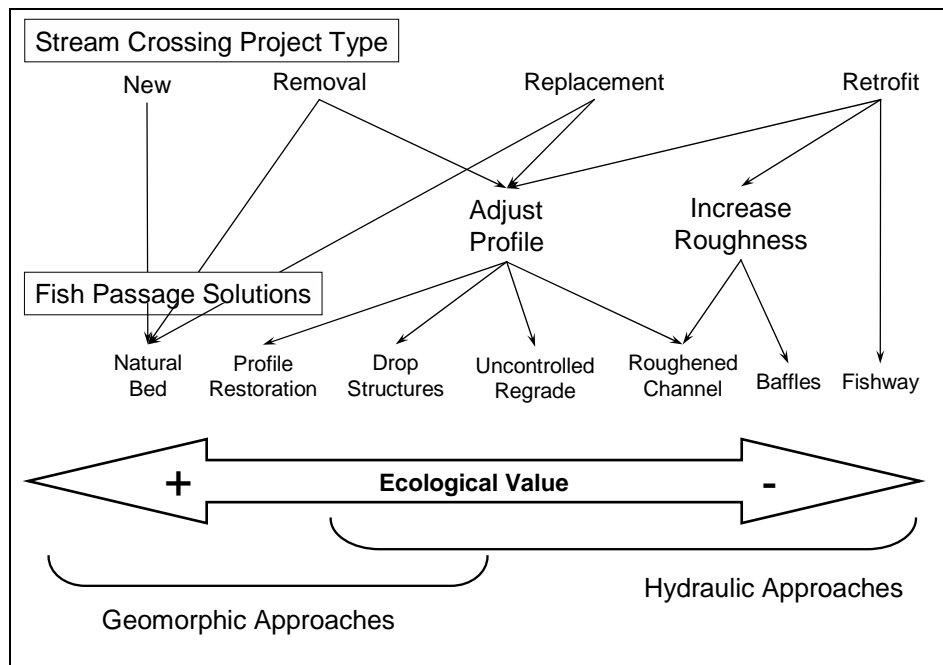 Stream Crossing Project Type
New
Removal
Replacement
Retrofit
Adjust
Profile
Increase
Roughness
Fish Passage Solutions
Natural
Bed
Profile
Restoration
Drop
Structures
Uncontrolled
Regrade
Roughened
Channel
Baffles
Fishway
+
Ecological Value
-
Hydraulic Approaches
Geomorphic Approaches